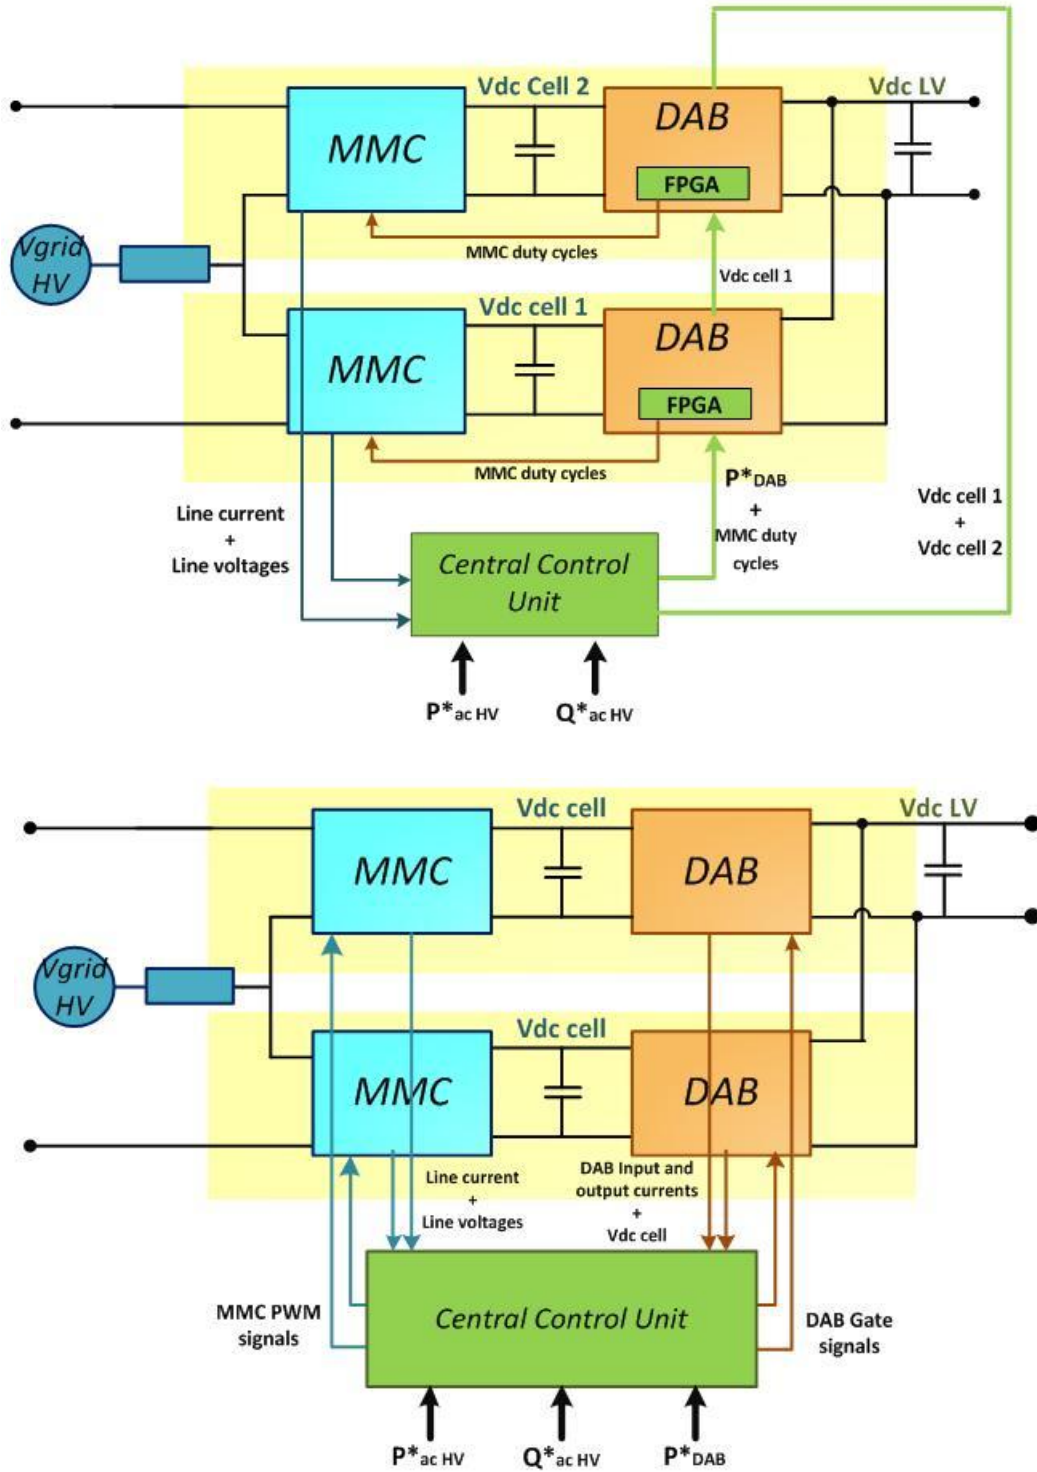 Vdc Cell 2
Vdc LV
MMC
DAB
FPGA
MMC duty cycles
Vdc cell 1
Vgrid
HV
Vdc cell 1
MMC
DAB
FPGA
MMC duty cycles
P*DAB
+
MMC duty
cycles
Vdc cell 1
+
Vdc cell 2
Line current
+
Line voltages
Central Control
Unit
P*ac HV
Q*ac HV
Vdc cell
Vdc LV
MMC
DAB
Vgrid
HV
Vdc cell
MMC
DAB
Line current
+
Line voltages
DAB Input and
output currents
+
Vdc cell
MMC PWM
signals
Central Control Unit
DAB Gate
signals
P*ac HV
Q*ac HV
P*DAB